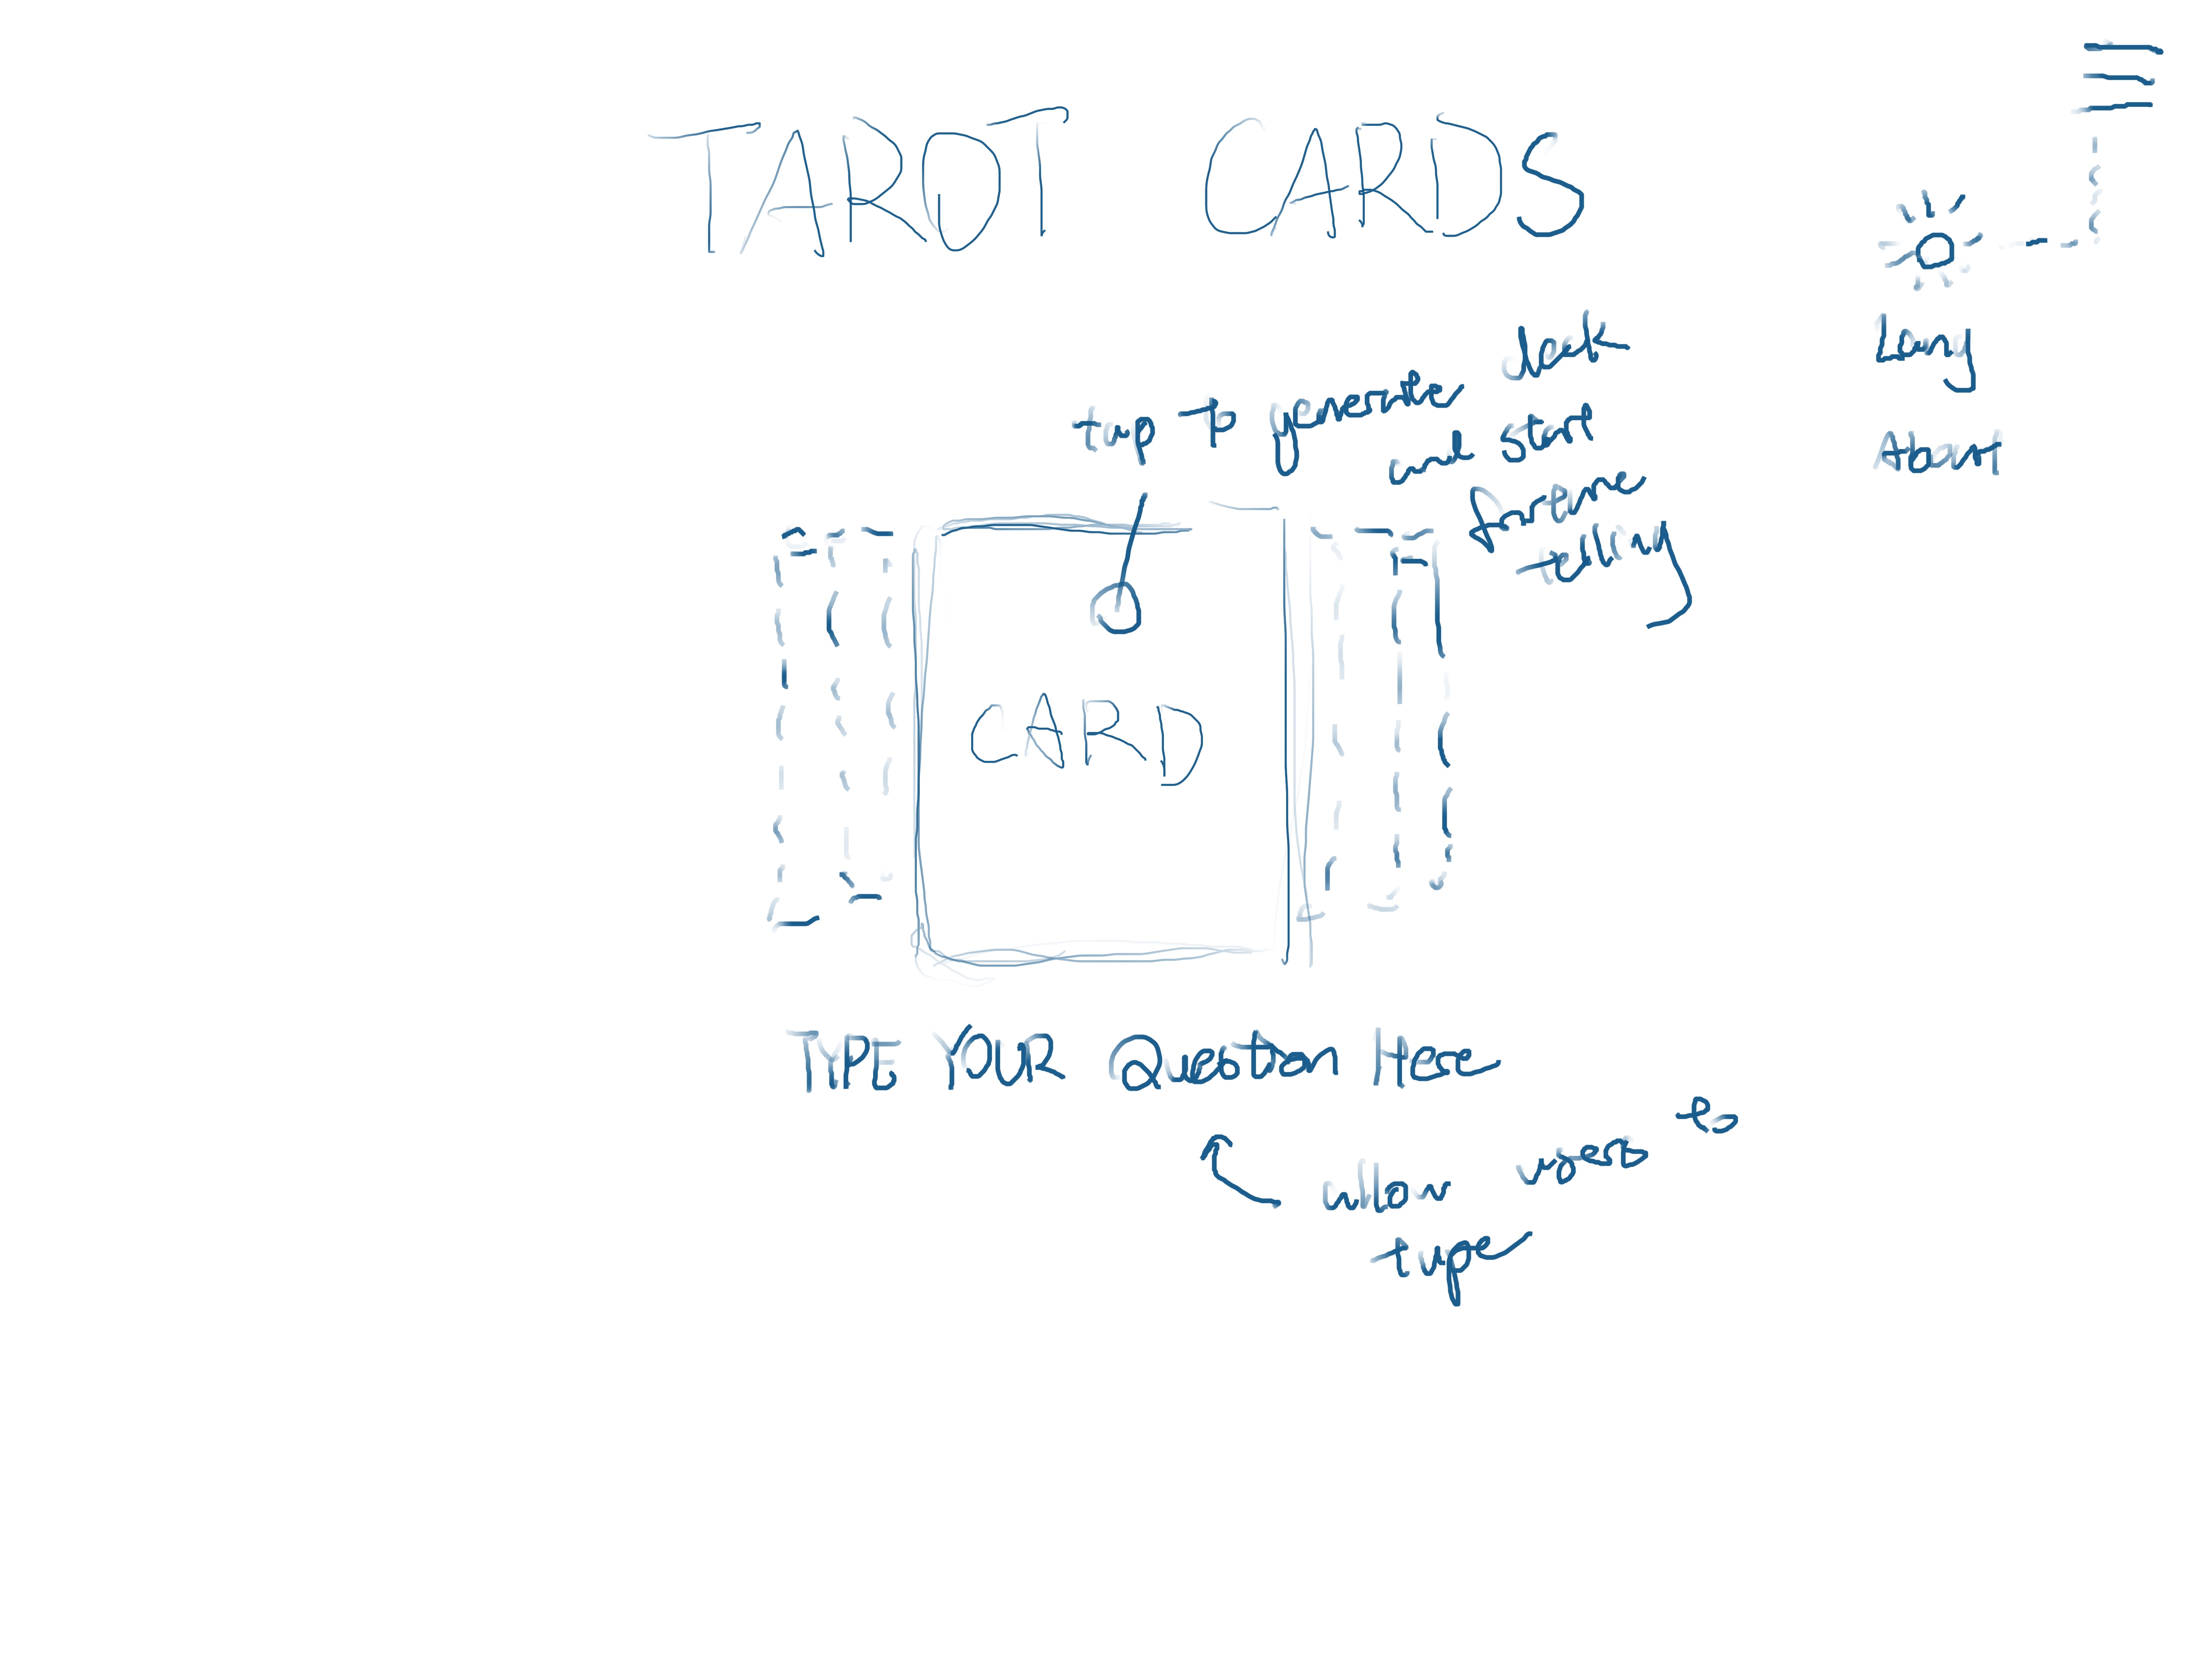 TAROT CARDS
Lang
About
tap to generate deck
and start
fortune
telling
CARD
TYPE YOUR Question Here
allow users to
type